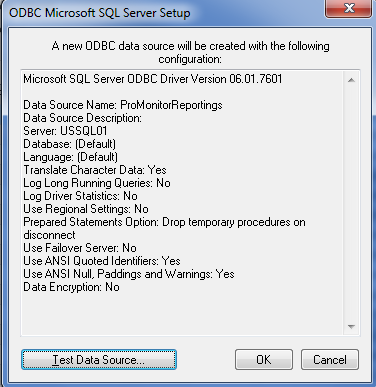 ODBC Microsoft SQL Server Setup
A new ODBC data source will be created with the following
configuration:
Microsoft SQL Server ODBC Driver Version 06.01.7601
Data Source Name: ProMonitorReportings
Data Source Description:
Server: USSQL01
Database: (Default)
Language: (Default)
Translate Character Data: Yes
Log Long Running Queries: No
Log Driver Statistics: No
Use Regional Settings: No
Prepared Statements Option: Drop temporary procedures on
disconnect
Use Failover Server: No
Use ANSI Quoted Identifiers: Yes
Use ANSI Null, Paddings and Warnings: Yes
Data Encryption: No
Test Data Source... OK Cancel